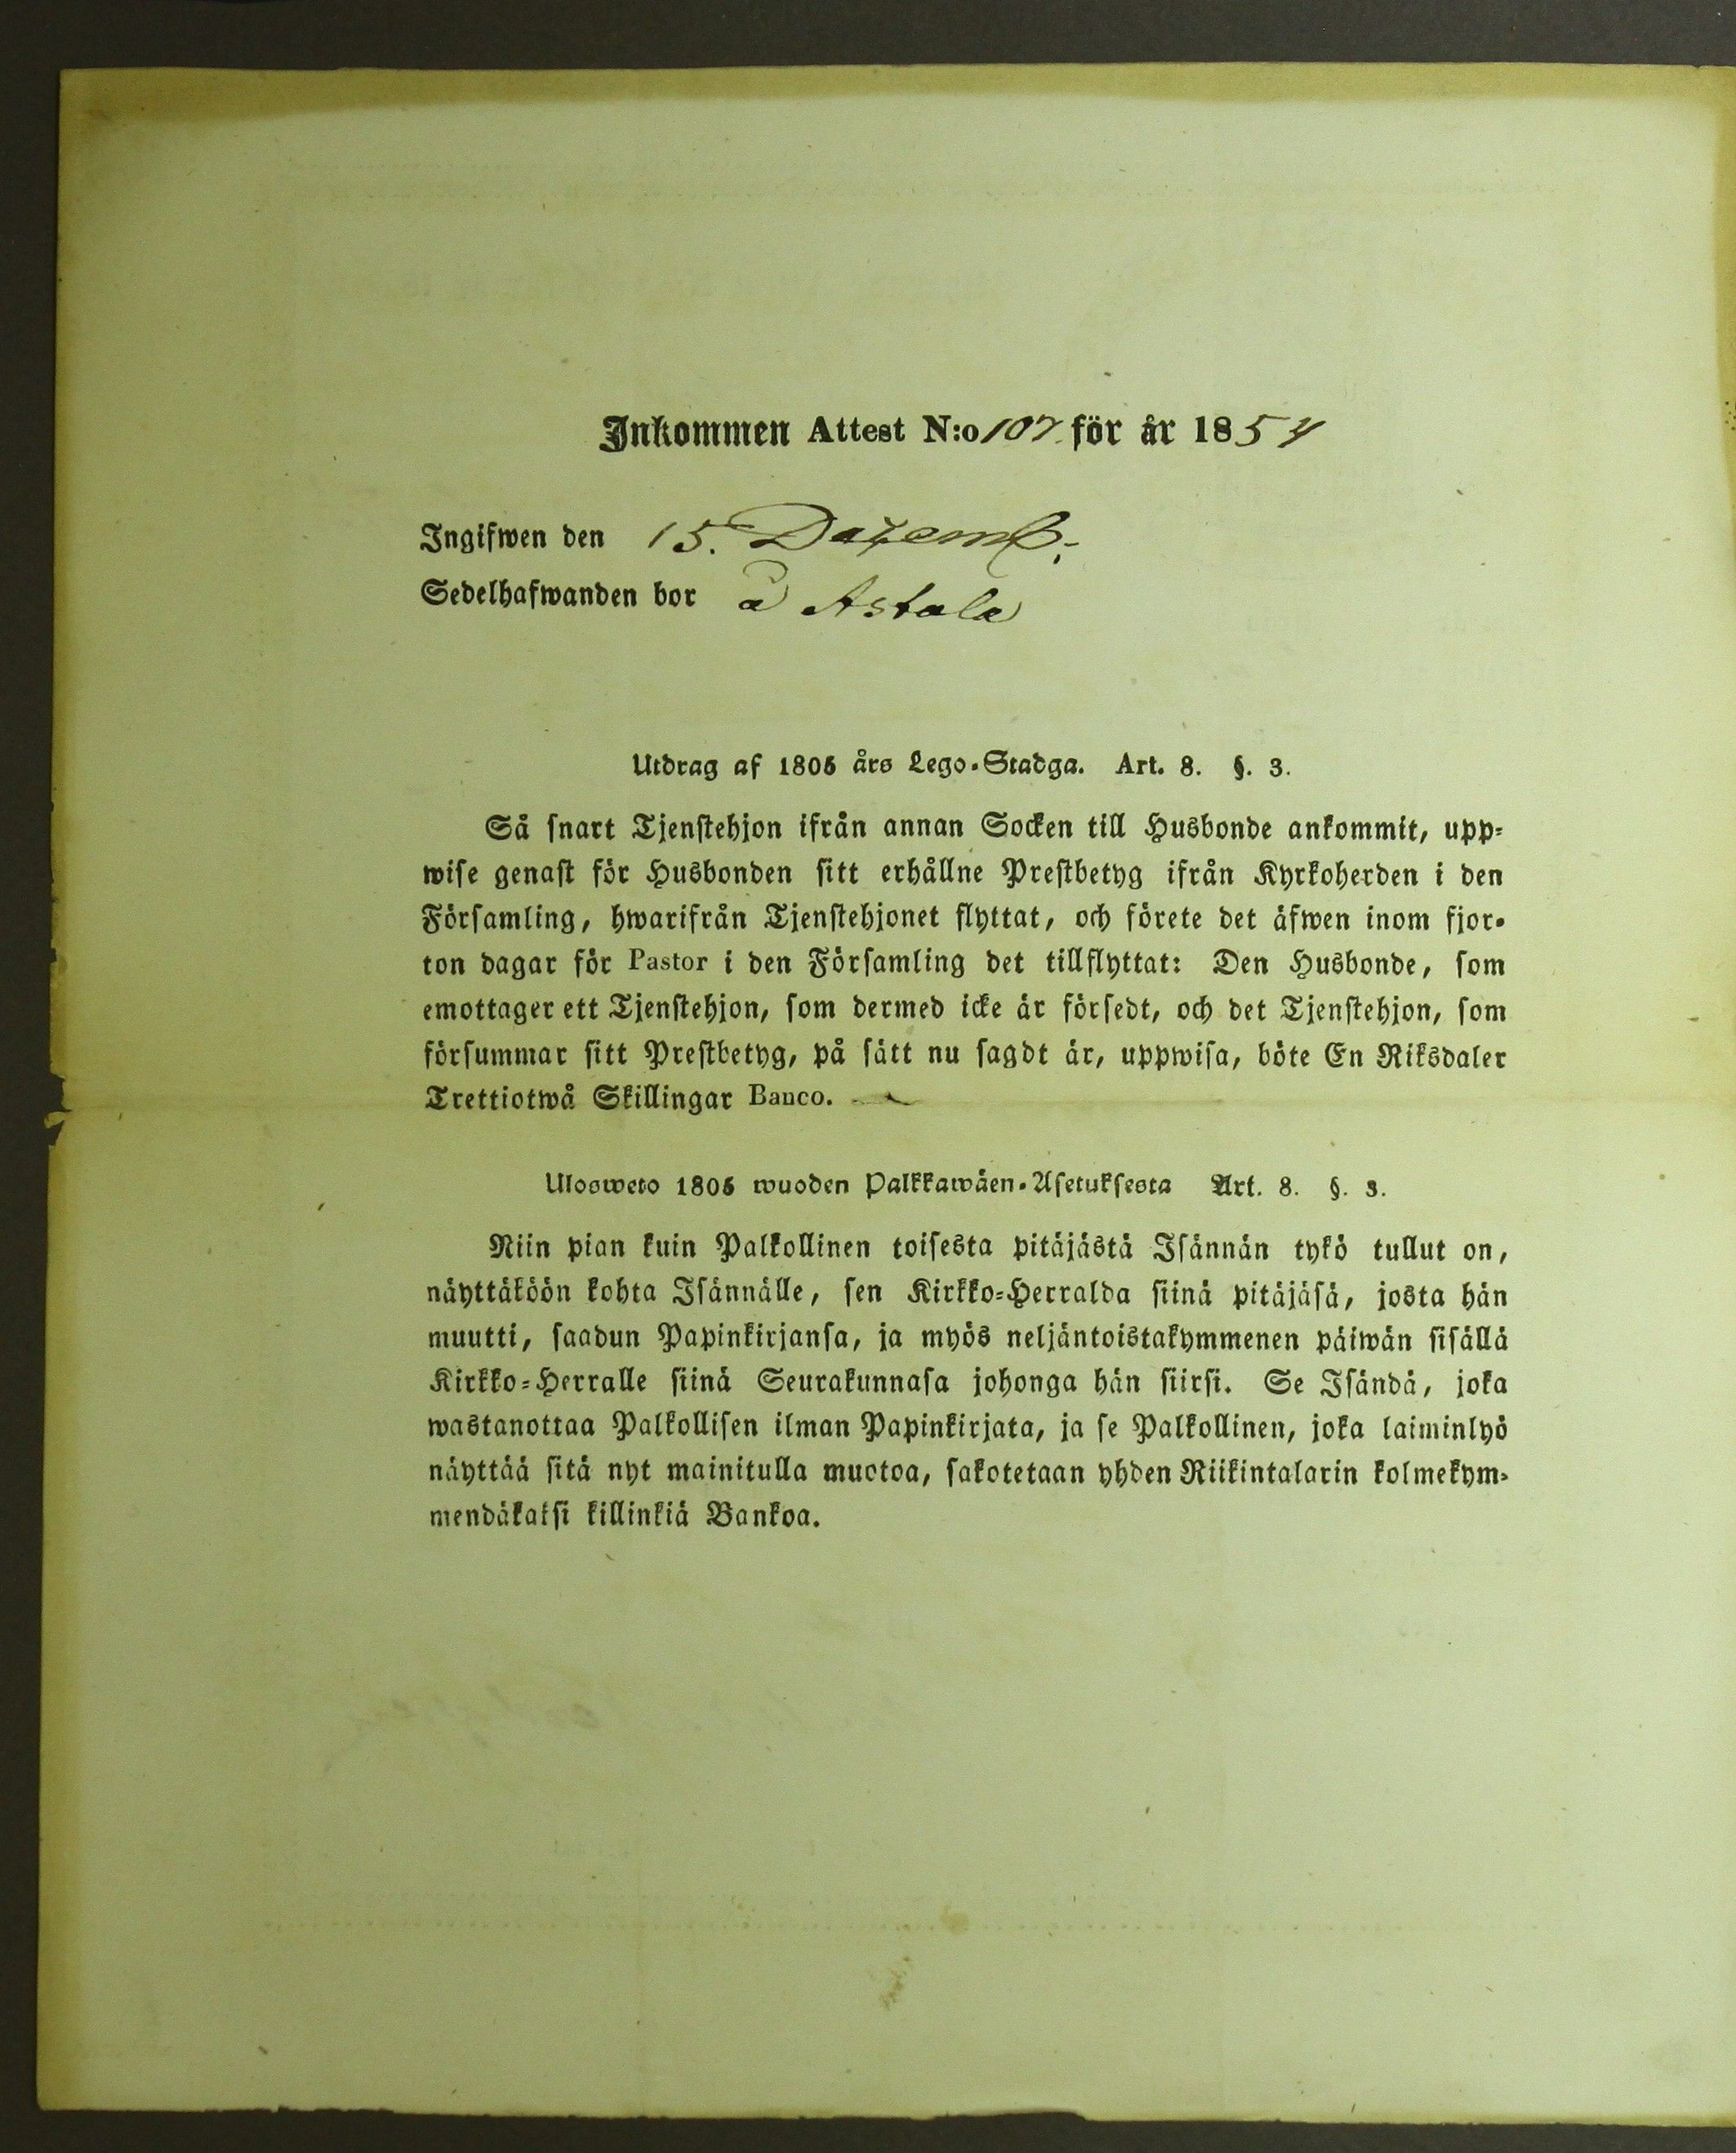 Inkommen Attest N:o 107 för år 1854
Ingifwen den 15. Dezemb.
Sedelhafwanden bor å Astala
Utdrag af 1805 års Lego-Stadga. Art. 8. §. 3.
Så snart Tjenstehjon ifrån annan Socken till Husbonde ankommit, upp-
wise genast för Husbonden sitt erhållne Prestbetyg ifrån Kyrkoherden i den
Församling, hwarifrån Tjenstehjonet flyttat, och förete det äfwen inom fjor-
ton dagar för Pastor i den Församling det tillflyttat: Den Husbonde, som
emottager ett Tjenstehjon, som dermed icke är försedt, och det Tjenstehjon, som
försummar sitt Prestbetyg, på sätt nu sagdt är, uppwisa, böte En Riksdaler
Trettiotwå Skillingar Banco.
Ulosweto 1805 wuoden Palkkawäen-Asetuksesta Art. 8. §. 3.
Niin pian kuin Palkollinen toisesta pitäjästä Isännän tykö tullut on,
näyttäköön kohta Isännälle, sen Kirkko-Herralda siinä pitäjäsä, josta hän
muutti, saadun Papinkirjansa, ja myös neljäntoistakymmenen päiwän sisällä
Kirkko-Herralle siinä Seurakunnasa johonga hän siirsi. Se Isändä, joka
wastanottaa Palkollisen ilman Papinkirjata, ja se Palkollinen, joka laiminlyö
näyttää sitä nyt mainitulla muotoa, sakotetaan yhden Riikintalarin kolmekym-
mendäkaksi killinkiä Bankoa.